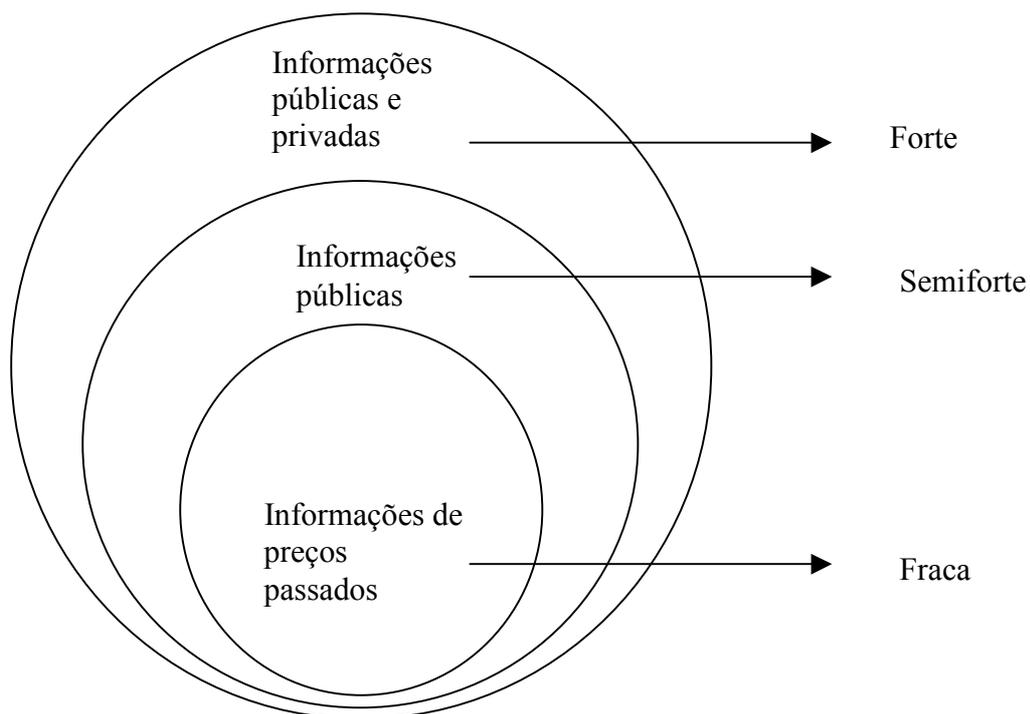 Informações
públicas e
privadas
Forte
Informações
públicas
Semiforte
Informações de
preços
passados
Fraca